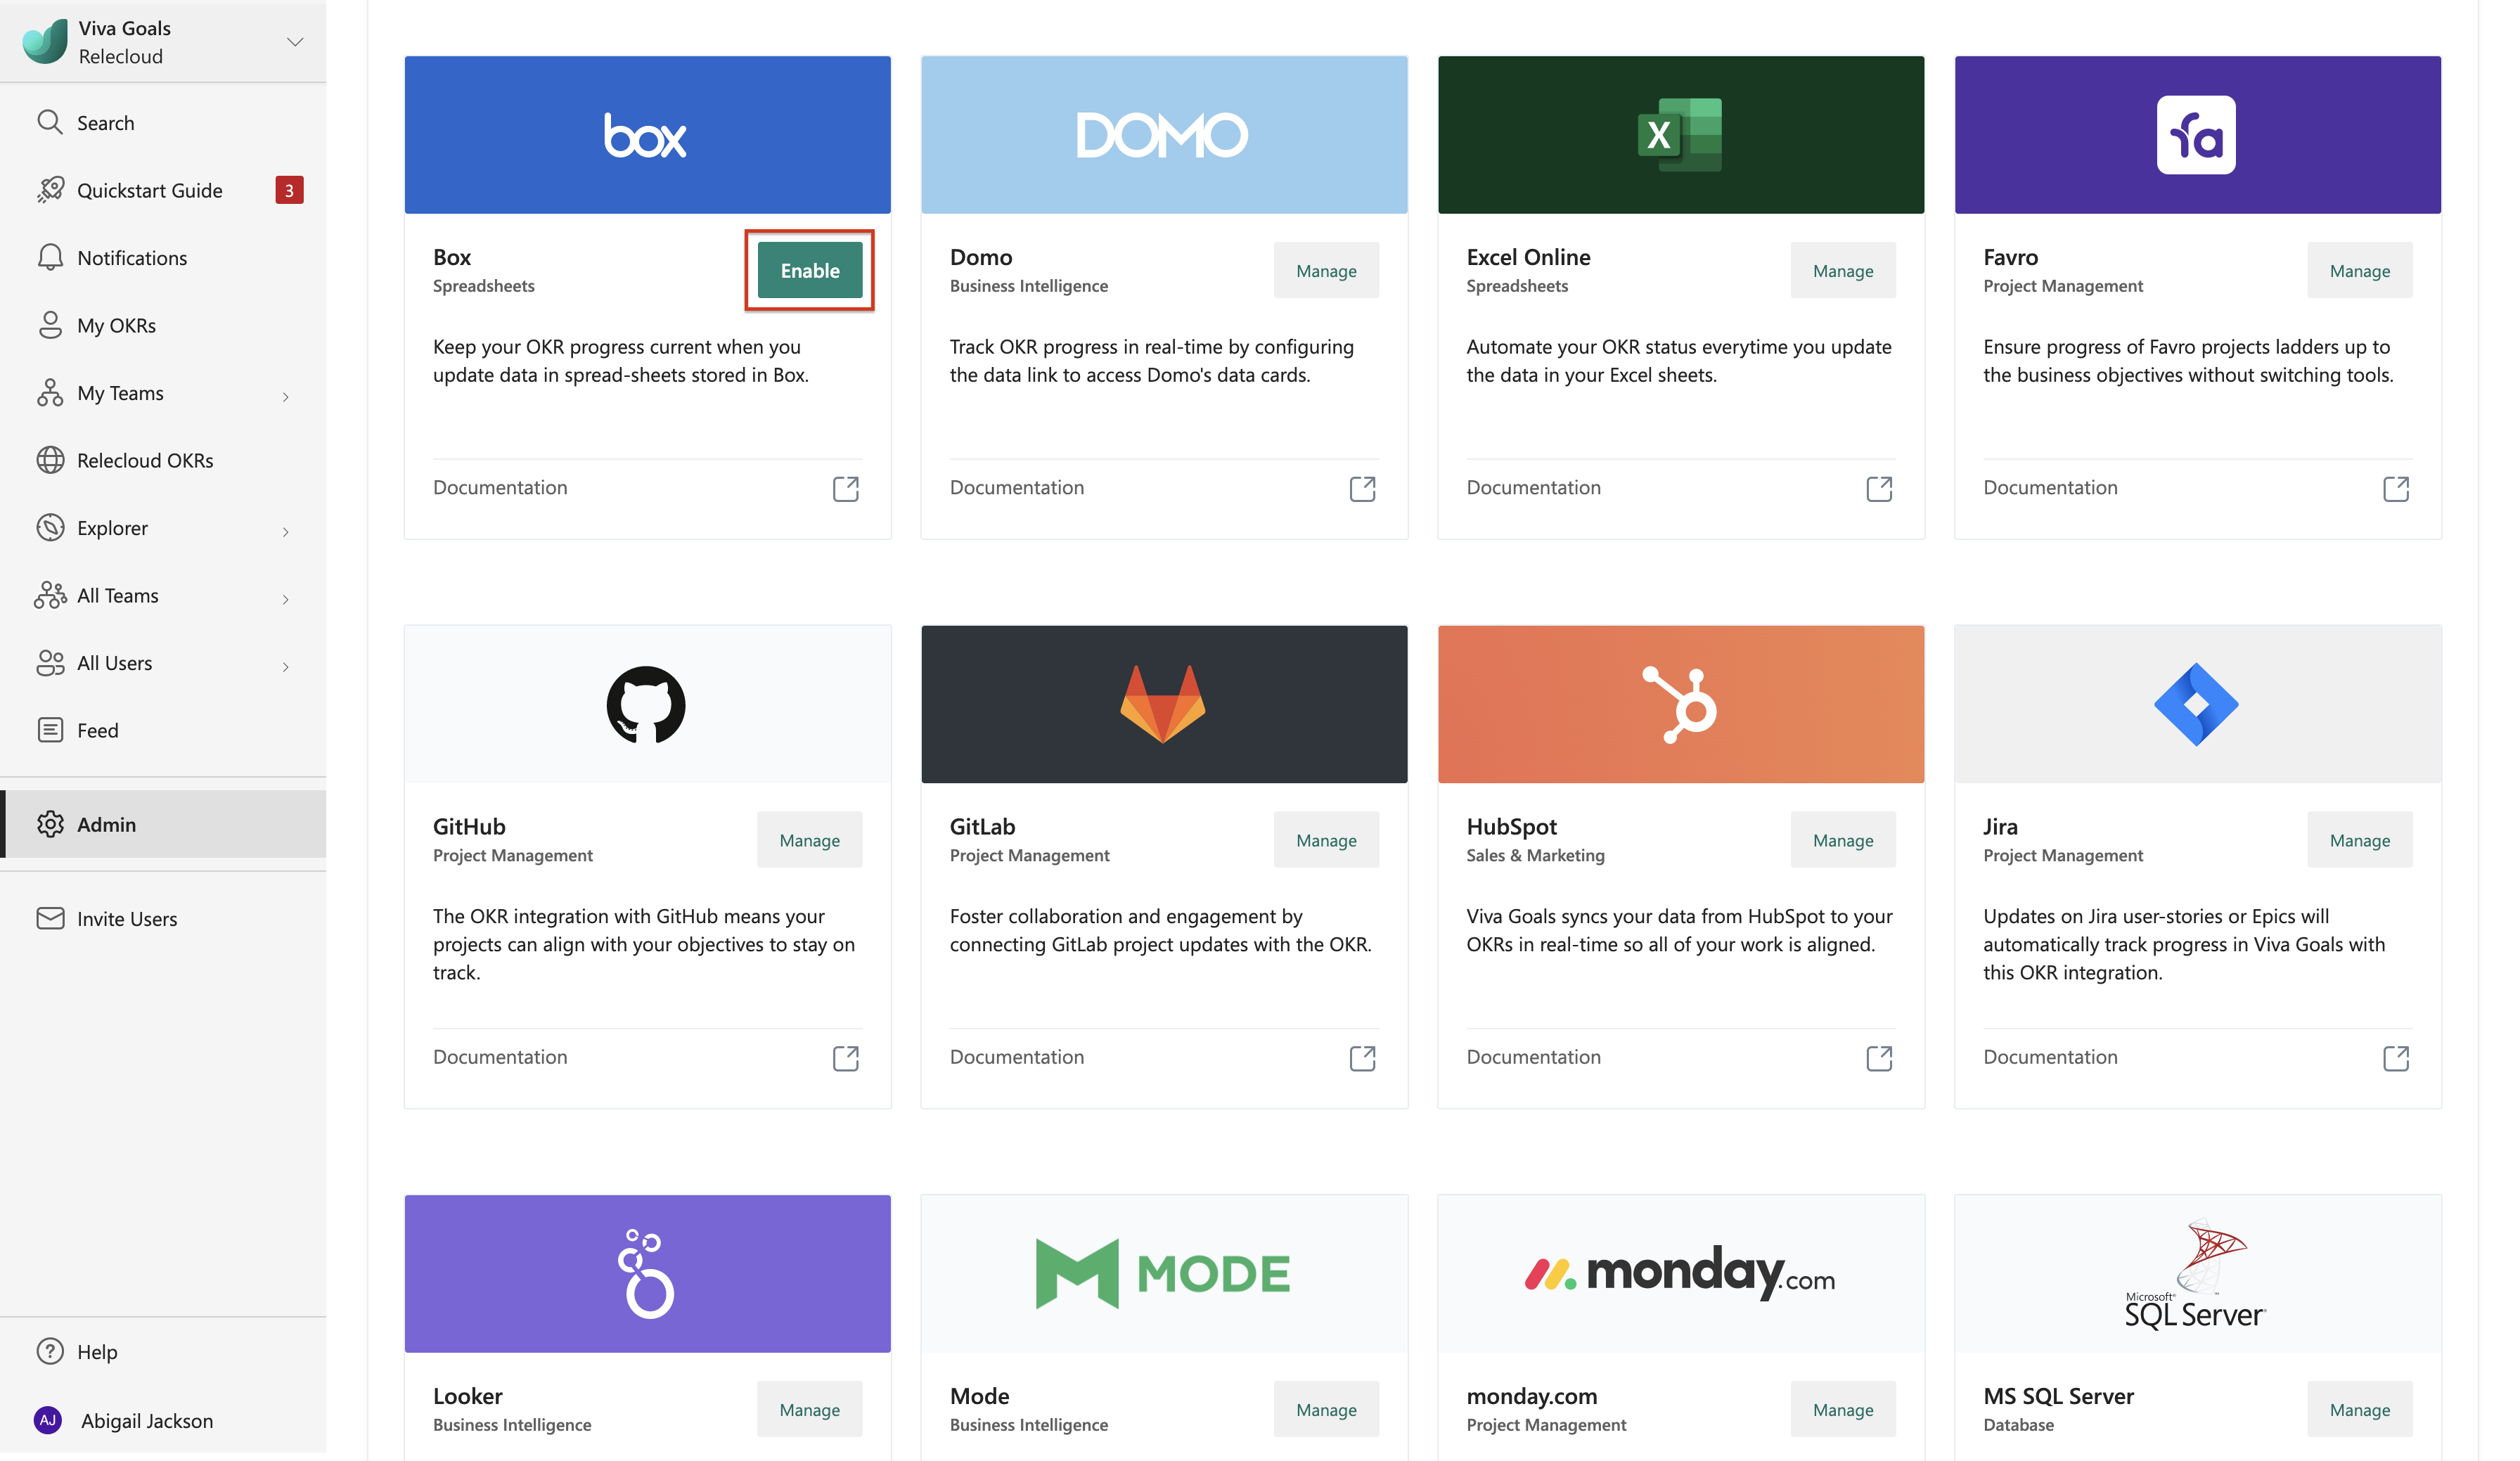 Viva Goals
Relecloud
Search
Quickstart Guide
3
Notifications
My OKRs
My Teams
Relecloud OKRs
Explorer
All Teams
All Users
Feed
Admin
Invite Users
Help
AJ
Abigail Jackson
box
Box
Spreadsheets
Enable
Keep your OKR progress current when you
update data in spread-sheets stored in Box.
Documentation
DOMO
Domo
Business Intelligence
Manage
Track OKR progress in real-time by configuring
the data link to access Domo's data cards.
Documentation
X
Excel Online
Spreadsheets
Manage
Automate your OKR status everytime you update
the data in your Excel sheets.
Documentation
fa
Favro
Project Management
Manage
Ensure progress of Favro projects ladders up to
the business objectives without switching tools.
Documentation
GitHub
Project Management
Manage
The OKR integration with GitHub means your
projects can align with your objectives to stay on
track.
Documentation
GitLab
Project Management
Manage
Foster collaboration and engagement by
connecting GitLab project updates with the OKR.
Documentation
HubSpot
Sales & Marketing
Manage
Viva Goals syncs your data from HubSpot to your
OKRs in real-time so all of your work is aligned.
Documentation
Jira
Project Management
Manage
Updates on Jira user-stories or Epics will
automatically track progress in Viva Goals with
this OKR integration.
Documentation
Looker
Business Intelligence
Manage
MODE
Mode
Business Intelligence
Manage
monday.com
monday.com
Project Management
Manage
Microsoft®
SQL Server®
MS SQL Server
Database
Manage